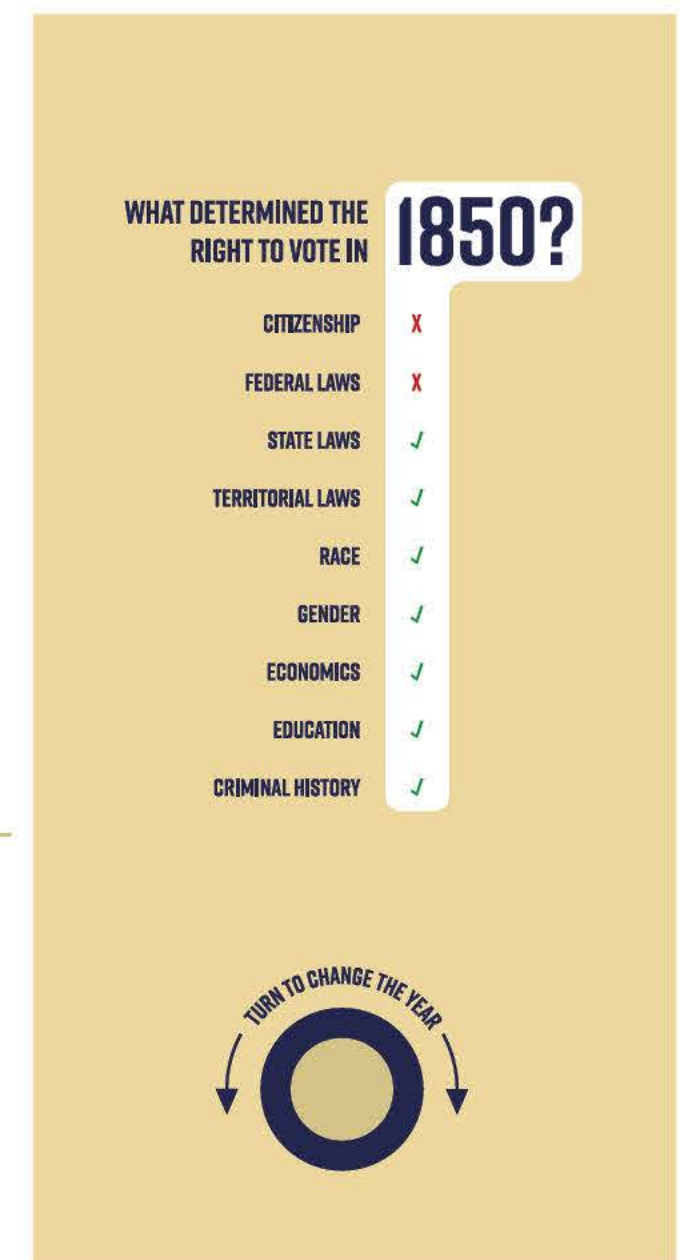 WHAT DETERMINED THE
RIGHT TO VOTE IN
1850?
CITIZENSHIP X
FEDERAL LAWS X
STATE LAWS ✓
TERRITORIAL LAWS ✓
RACE ✓
GENDER ✓
ECONOMICS ✓
EDUCATION ✓
CRIMINAL HISTORY ✓
TURN TO CHANGE THE YEAR